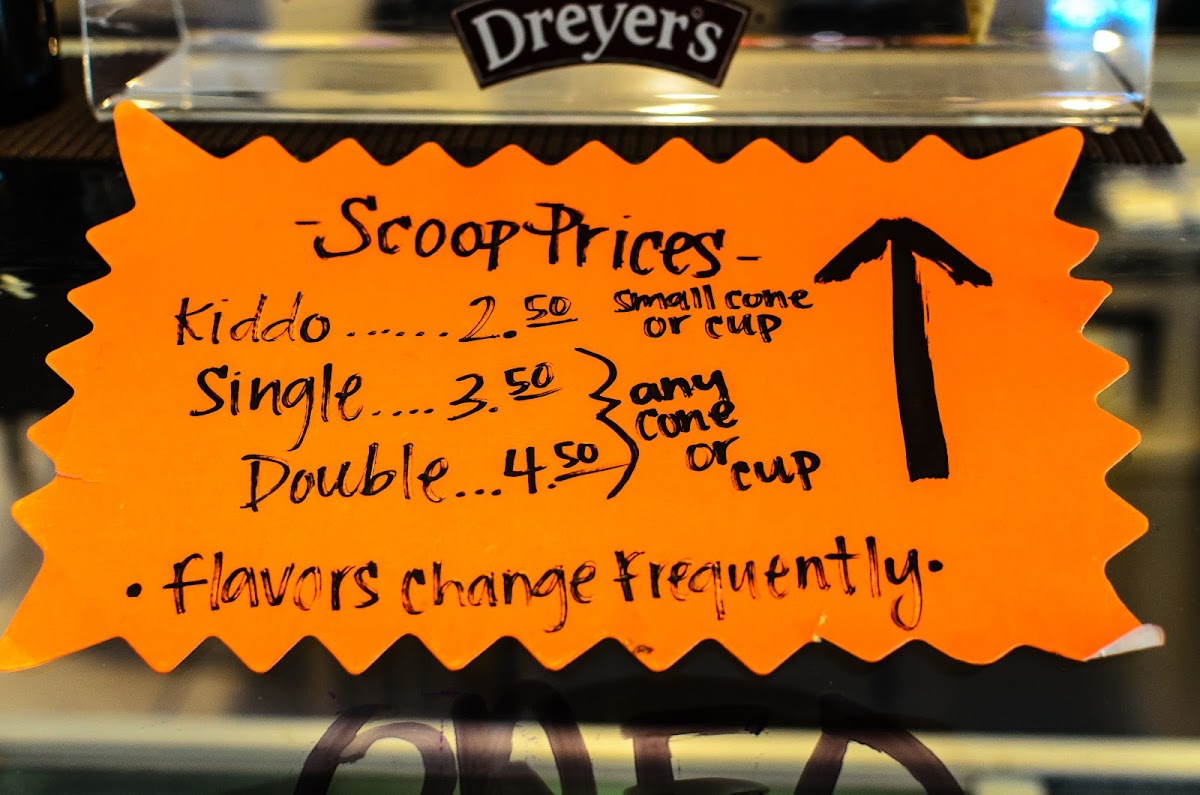 Dreyer's
-Scoop Prices-
Kiddo......2.50 small cone or cup
Single....3.50 } any cone
Double...4.50 } or cup
• Flavors change Frequently •